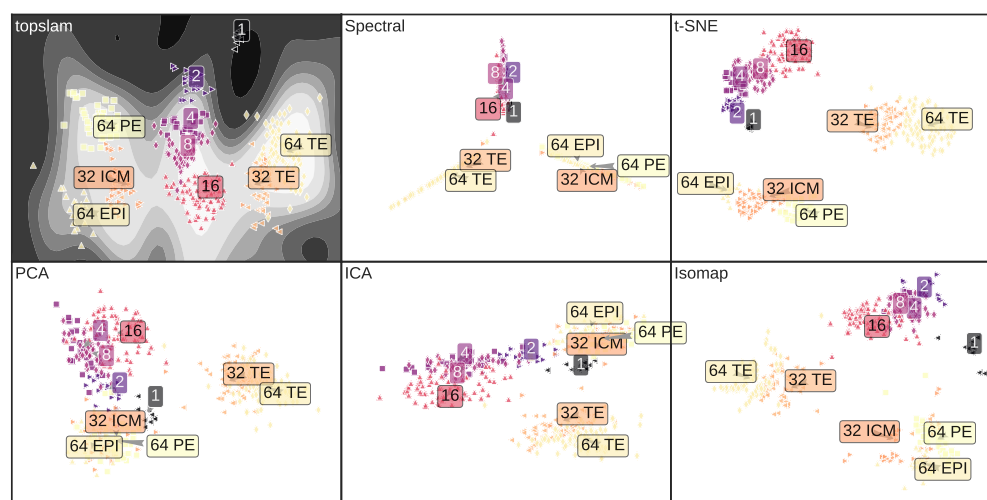 topslam
1
2
4
64 PE
8
64 TE
32 ICM
16
32 TE
64 EPI
Spectral
8
2
4
16
1
64 EPI
32 TE
64 PE
64 TE
32 ICM
t-SNE
16
8
4
2
1
32 TE
64 TE
64 EPI
32 ICM
64 PE
PCA
4
16
8
32 TE
2
64 TE
1
32 ICM
64 EPI
64 PE
ICA
64 EPI
64 PE
4
2
32 ICM
8
1
16
32 TE
64 TE
Isomap
2
8
4
16
1
64 TE
32 TE
32 ICM
64 PE
64 EPI